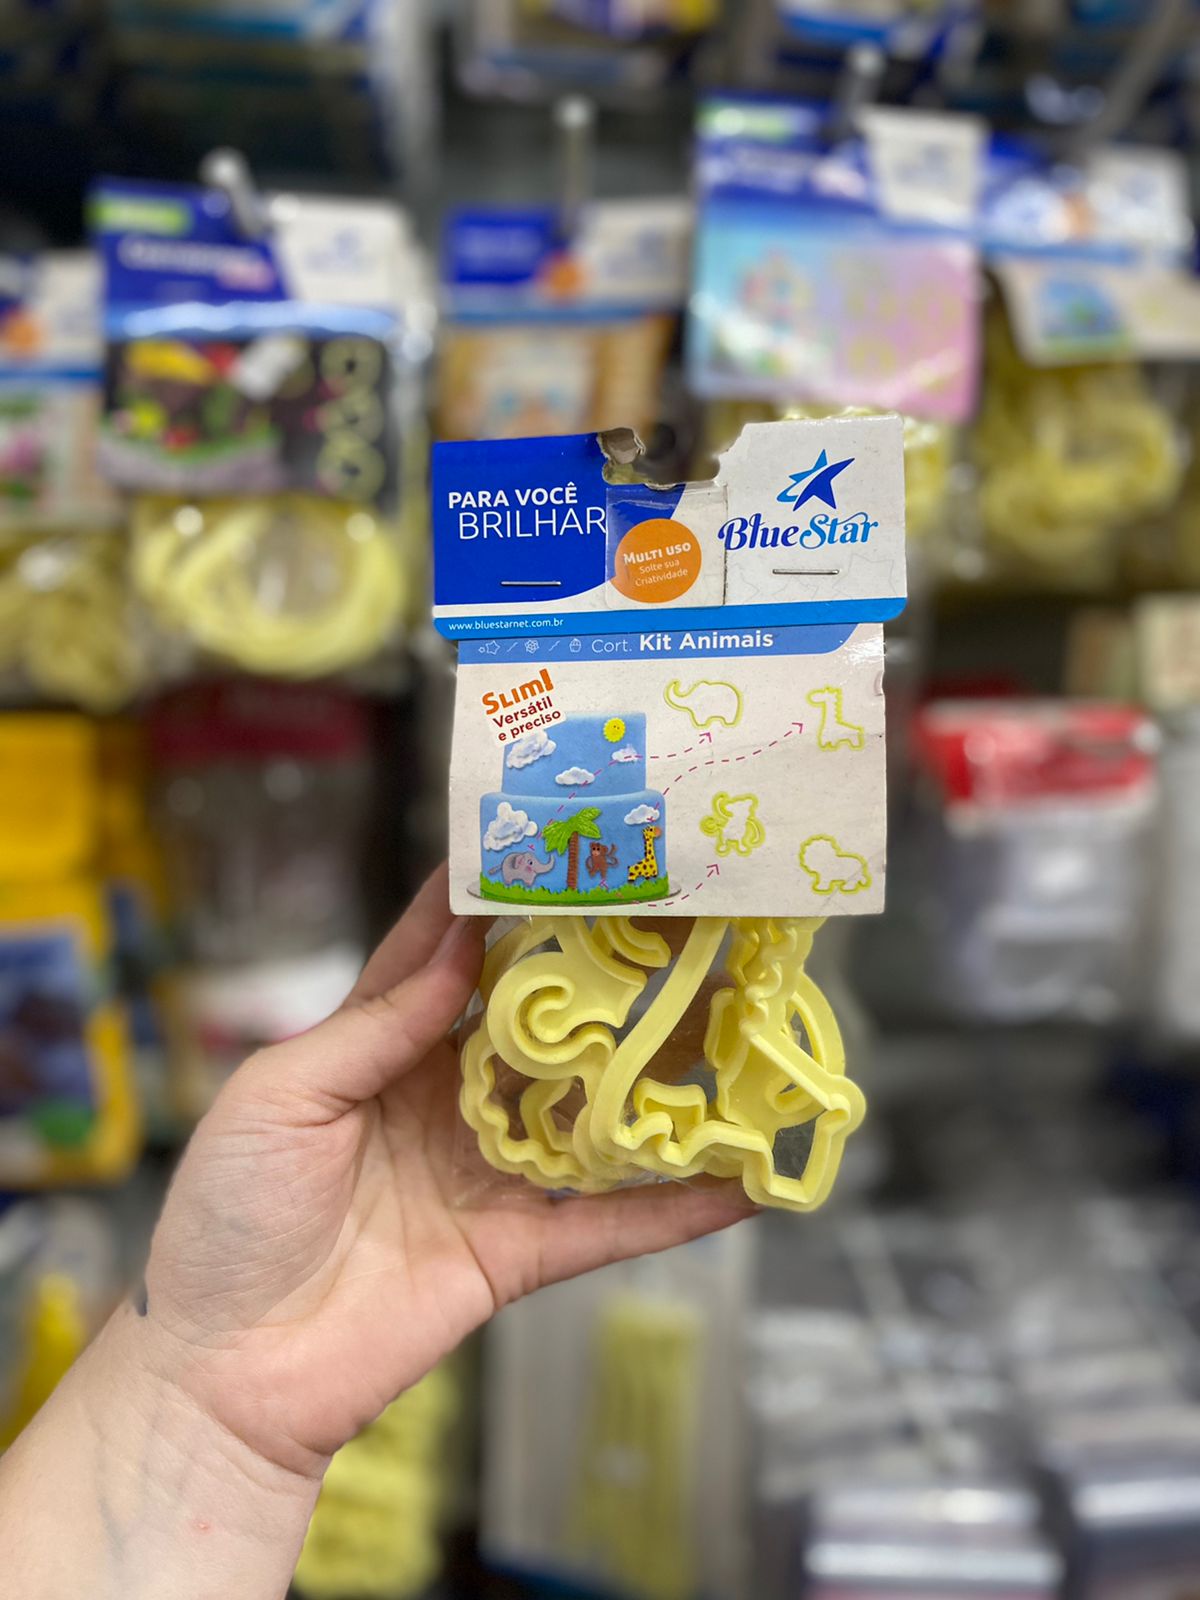 PARA VOCÊ
BRILHAR
MULTI USO
Solte sua
Criatividade
BlueStar
www.bluestarnet.com.br
Cort. Kit Animais
SLIM!
Versátil
e preciso